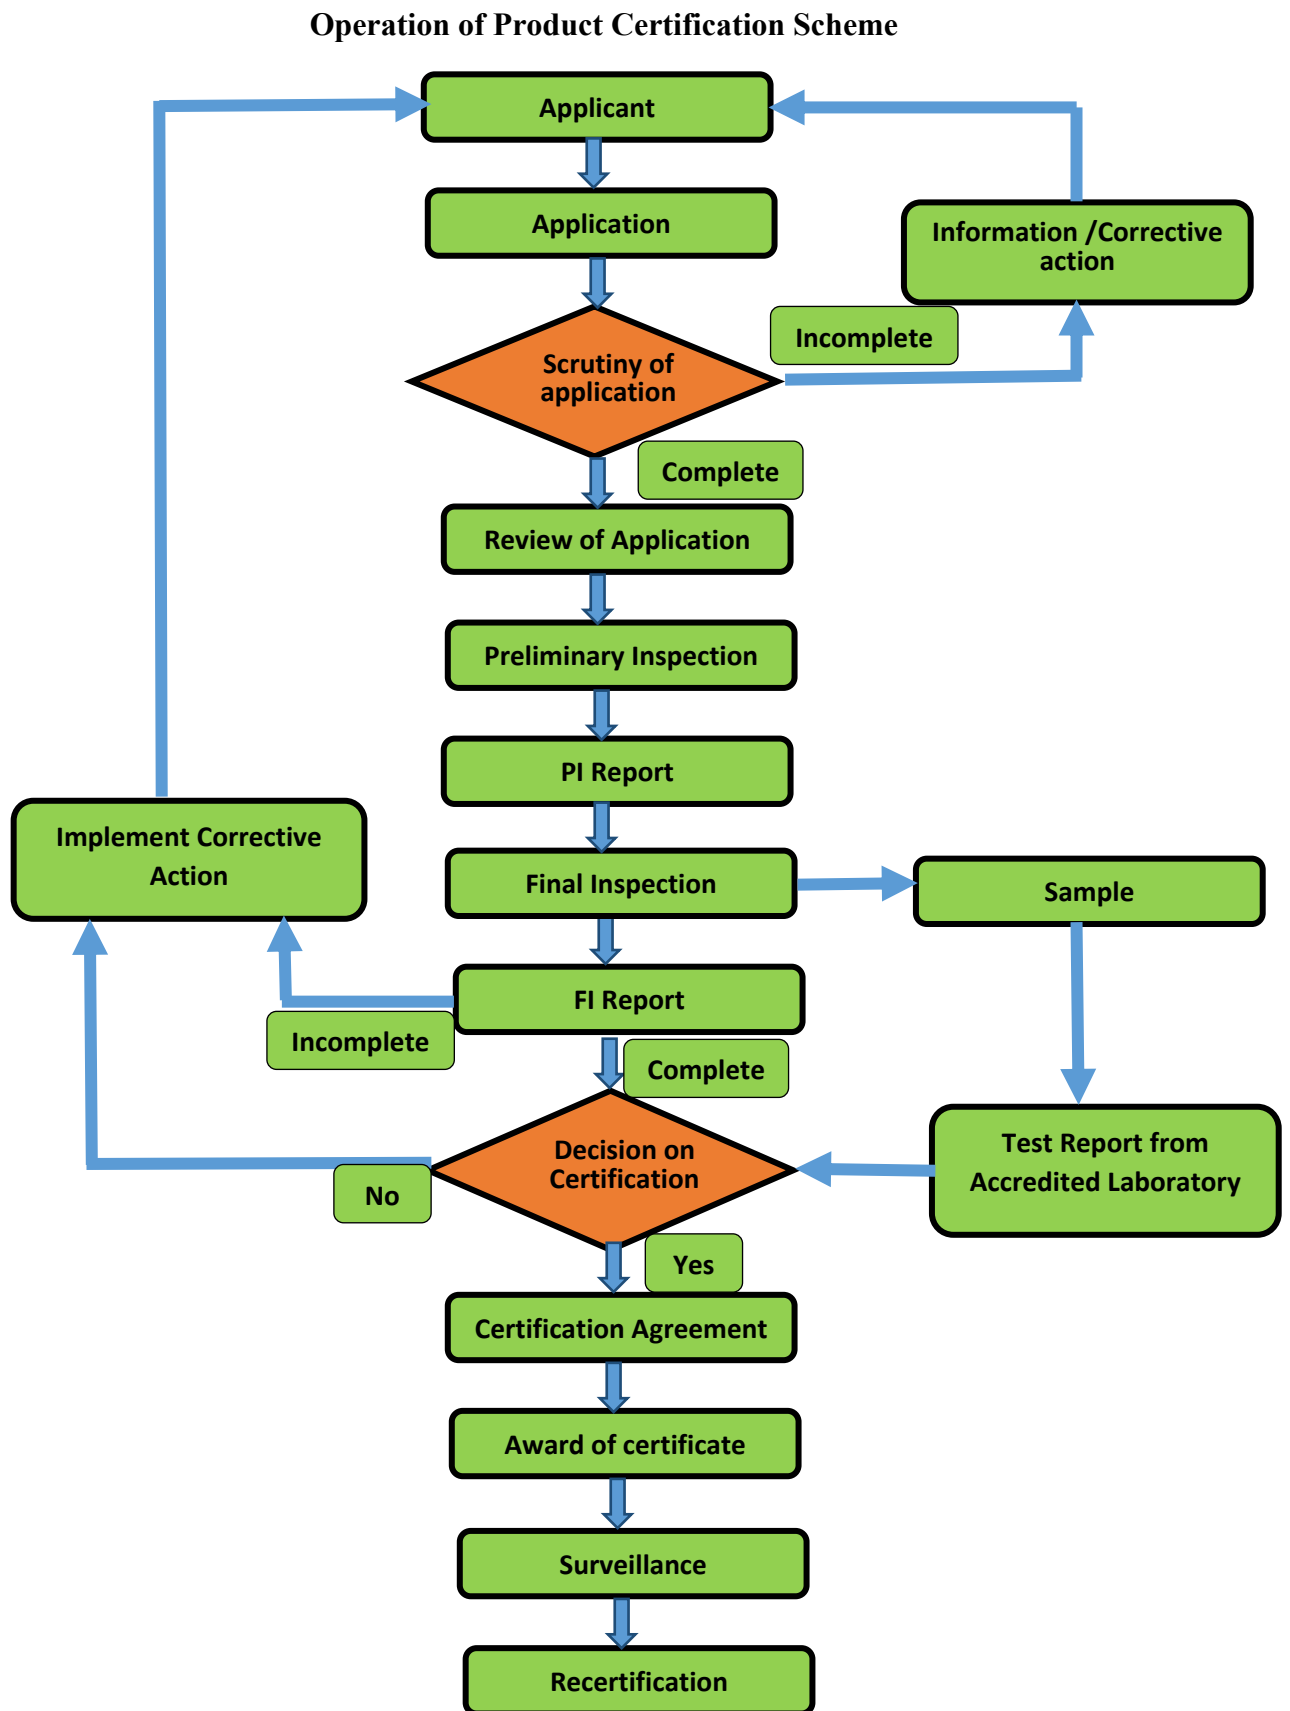 Operation of Product Certification Scheme
Applicant
Application
Information /Corrective
action
Incomplete
Scrutiny of
application
Complete
Review of Application
Preliminary Inspection
PI Report
Implement Corrective
Action
Final Inspection
Sample
FI Report
Incomplete
Complete
Test Report from
Accredited Laboratory
Decision on
Certification
No
Yes
Certification Agreement
Award of certificate
Surveillance
Recertification